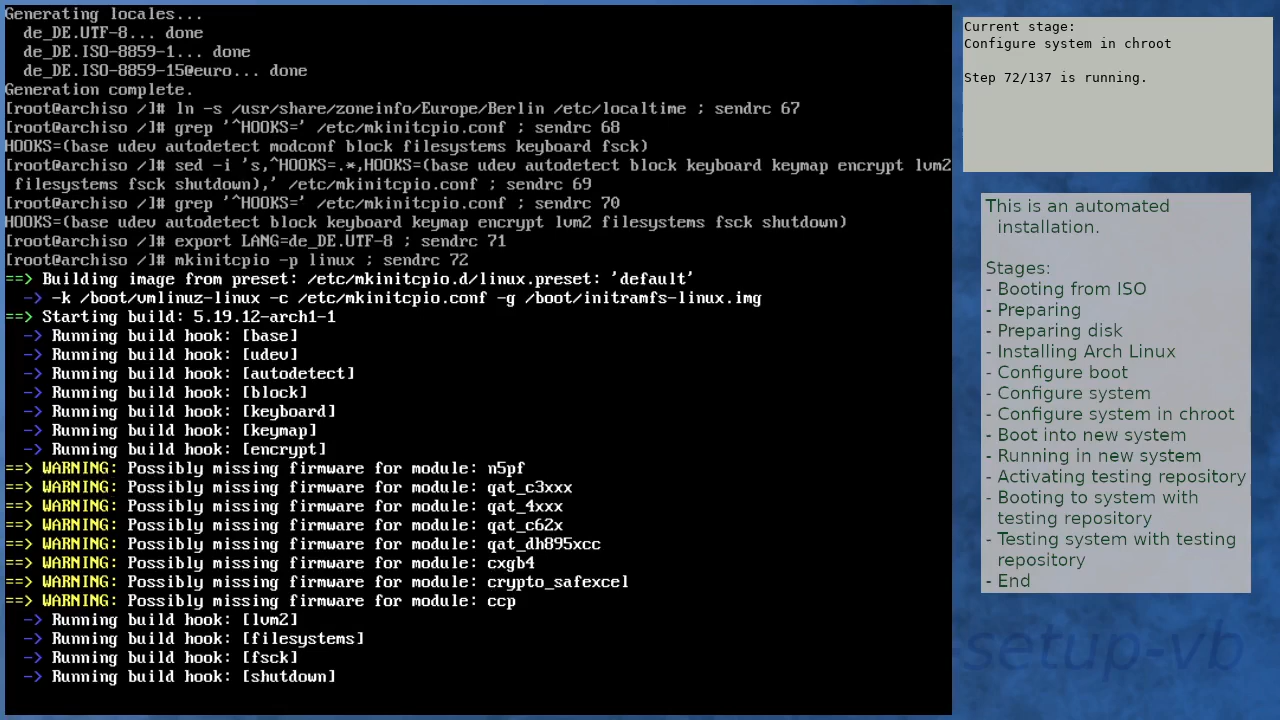 Generating locales...
  de_DE.UTF-8... done
  de_DE.ISO-8859-1... done
  de_DE.ISO-8859-15@euro... done
Generation complete.
[root@archiso /]# ln -s /usr/share/zoneinfo/Europe/Berlin /etc/localtime ; sendrc 67
[root@archiso /]# grep '^HOOKS=' /etc/mkinitcpio.conf ; sendrc 68
HOOKS=(base udev autodetect modconf block filesystems keyboard fsck)
[root@archiso /]# sed -i 's,^HOOKS=.*,HOOKS=(base udev autodetect block keyboard keymap encrypt lvm2
 filesystems fsck shutdown),' /etc/mkinitcpio.conf ; sendrc 69
[root@archiso /]# grep '^HOOKS=' /etc/mkinitcpio.conf ; sendrc 70
HOOKS=(base udev autodetect block keyboard keymap encrypt lvm2 filesystems fsck shutdown)
[root@archiso /]# export LANG=de_DE.UTF-8 ; sendrc 71
[root@archiso /]# mkinitcpio -p linux ; sendrc 72
==> Building image from preset: /etc/mkinitcpio.d/linux.preset: 'default'
  -> -k /boot/vmlinuz-linux -c /etc/mkinitcpio.conf -g /boot/initramfs-linux.img
==> Starting build: 5.19.12-arch1-1
  -> Running build hook: [base]
  -> Running build hook: [udev]
  -> Running build hook: [autodetect]
  -> Running build hook: [block]
  -> Running build hook: [keyboard]
  -> Running build hook: [keymap]
  -> Running build hook: [encrypt]
==> WARNING: Possibly missing firmware for module: n5pf
==> WARNING: Possibly missing firmware for module: qat_c3xxx
==> WARNING: Possibly missing firmware for module: qat_4xxx
==> WARNING: Possibly missing firmware for module: qat_c62x
==> WARNING: Possibly missing firmware for module: qat_dh895xcc
==> WARNING: Possibly missing firmware for module: cxgb4
==> WARNING: Possibly missing firmware for module: crypto_safexcel
==> WARNING: Possibly missing firmware for module: ccp
  -> Running build hook: [lvm2]
  -> Running build hook: [filesystems]
  -> Running build hook: [fsck]
  -> Running build hook: [shutdown]
Current stage:
Configure system in chroot
Step 72/137 is running.
This is an automated
installation.
Stages:
- Booting from ISO
- Preparing
- Preparing disk
- Installing Arch Linux
- Configure boot
- Configure system
- Configure system in chroot
- Boot into new system
- Running in new system
- Activating testing repository
- Booting to system with
testing repository
- Testing system with testing
repository
- End
-setup-vb